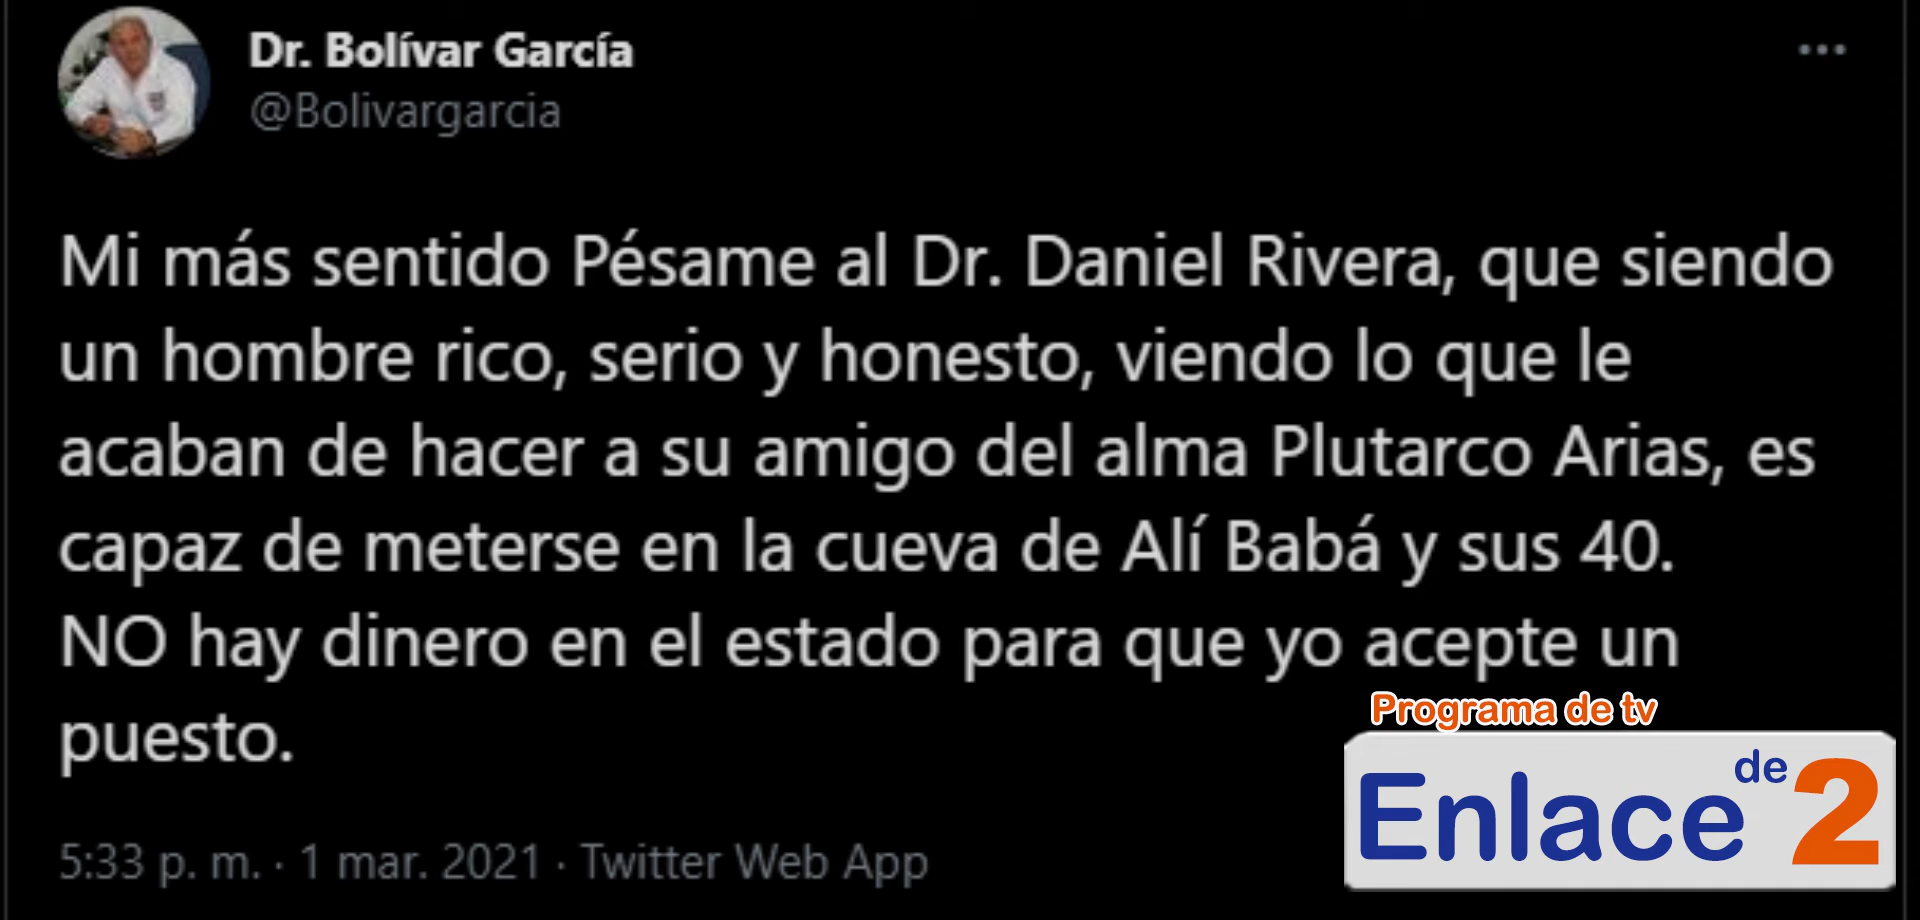 Dr. Bolívar García
@Bolivargarcia
Mi más sentido Pésame al Dr. Daniel Rivera, que siendo
un hombre rico, serio y honesto, viendo lo que le
acaban de hacer a su amigo del alma Plutarco Arias, es
capaz de meterse en la cueva de Alí Babá y sus 40.
NO hay dinero en el estado para que yo acepte un
puesto.
5:33 p. m. · 1 mar. 2021 · Twitter Web App
Programa de tv
Enlace de 2